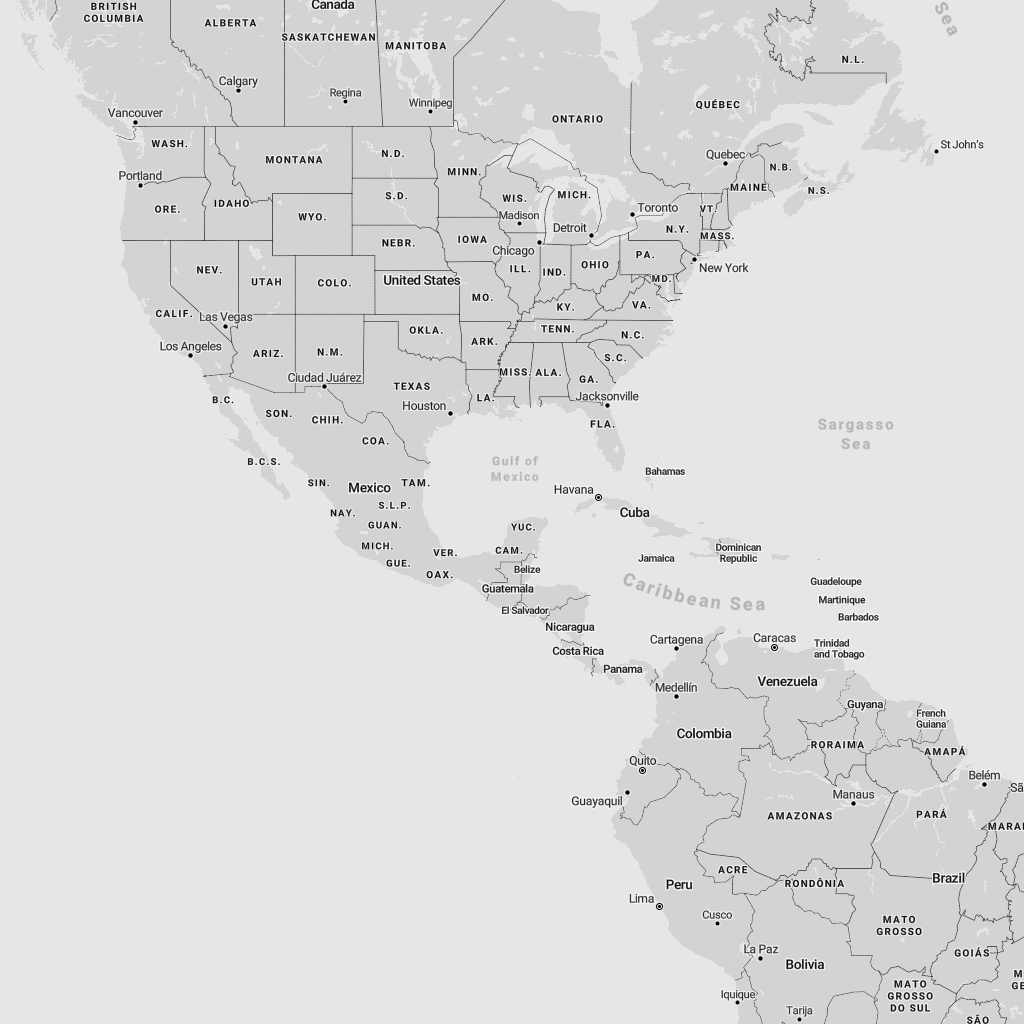 BRITISH
COLUMBIA
ALBERTA
Canada
SASKATCHEWAN
MANITOBA
N.L.
Sea
Calgary
Regina
Winnipeg
Vancouver
ONTARIO
QUÉBEC
St John's
WASH.
MONTANA
N.D.
MINN.
Quebec
N.B.
Portland
MAINE
N.S.
ORE.
IDAHO
WYO.
S.D.
WIS.
MICH.
Madison
Toronto
VT.
NEBR.
IOWA
Detroit
N.Y.
MASS.
Chicago
NEV.
UTAH
COLO.
United States
ILL.
IND.
OHIO
PA.
New York
MD.
MO.
KY.
VA.
CALIF.
Las Vegas
OKLA.
TENN.
N.C.
Los Angeles
ARIZ.
N.M.
ARK.
S.C.
Ciudad Juárez
MISS.
ALA.
GA.
TEXAS
B.C.
SON.
CHIH.
Houston
LA.
Jacksonville
FLA.
COA.
Sargasso
Sea
B.C.S.
Gulf of
Mexico
Bahamas
SIN.
Mexico
TAM.
Havana
NAY.
S.L.P.
Cuba
GUAN.
YUC.
MICH.
VER.
CAM.
Jamaica
Dominican
Republic
GUE.
OAX.
Belize
Guatemala
Caribbean Sea
Guadeloupe
Martinique
Barbados
El Salvador
Nicaragua
Costa Rica
Cartagena
Caracas
Trinidad
and Tobago
Panama
Medellín
Venezuela
Guyana
French
Guiana
Colombia
RORAIMA
AMAPÁ
Quito
Belém
Guayaquil
Manaus
AMAZONAS
PARÁ
Sã
MARAN
ACRE
RONDÔNIA
Brazil
Peru
Lima
Cusco
MATO
GROSSO
La Paz
Bolivia
GOIÁS
Iquique
MATO
GROSSO
DO SUL
M
GE
Tarija
SÃO